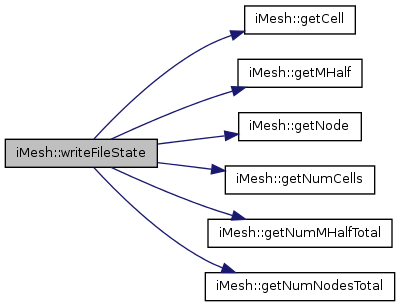 iMesh::getCell
iMesh::getMHalf
iMesh::getNode
iMesh::writeFileState
iMesh::getNumCells
iMesh::getNumMHalfTotal
iMesh::getNumNodesTotal